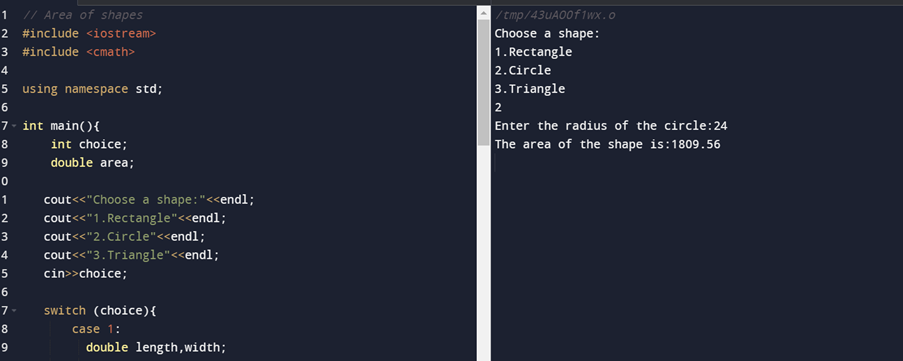 1 // Area of shapes
2 #include <iostream>
3 #include <cmath>
4
5 using namespace std;
6
7 int main(){
8 int choice;
9 double area;
0
1 cout<<"Choose a shape:"<<endl;
2 cout<<"1.Rectangle"<<endl;
3 cout<<"2.Circle"<<endl;
4 cout<<"3.Triangle"<<endl;
5 cin>>choice;
6
7 switch (choice){
8 case 1:
9 double length,width;
/tmp/43uAO0f1wx.o
Choose a shape:
1.Rectangle
2.Circle
3.Triangle
2
Enter the radius of the circle:24
The area of the shape is:1809.56